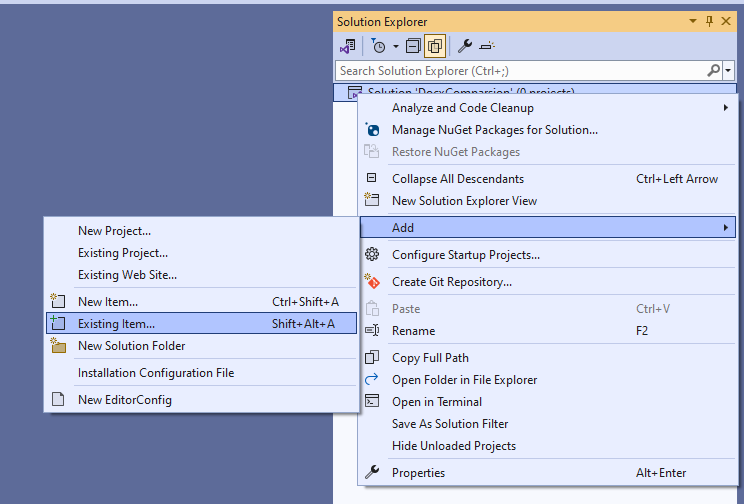 Solution Explorer
Search Solution Explorer (Ctrl+;)
Solution 'DocxComparsion' (0 projects)
Analyze and Code Cleanup
Manage NuGet Packages for Solution...
Restore NuGet Packages
Collapse All Descendants Ctrl+Left Arrow
New Solution Explorer View
Add
Configure Startup Projects...
Create Git Repository...
Paste Ctrl+V
Rename F2
Copy Full Path
Open Folder in File Explorer
Open in Terminal
Save As Solution Filter
Hide Unloaded Projects
Properties Alt+Enter
New Project...
Existing Project...
Existing Web Site...
New Item... Ctrl+Shift+A
Existing Item... Shift+Alt+A
New Solution Folder
Installation Configuration File
New EditorConfig